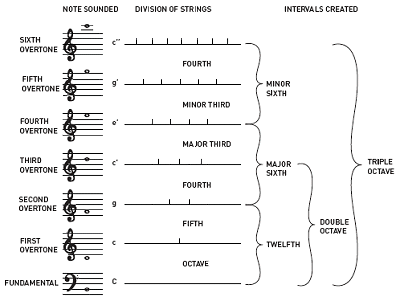 NOTE SOUNDED DIVISION OF STRINGS INTERVALS CREATED
SIXTH
OVERTONE
c''
FOURTH
FIFTH
OVERTONE
g'
MINOR
SIXTH
MINOR THIRD
FOURTH
OVERTONE
e'
MAJOR THIRD
THIRD
OVERTONE
c'
MAJOR
SIXTH
TRIPLE
OCTAVE
FOURTH
SECOND
OVERTONE
g
FIFTH
DOUBLE
OCTAVE
FIRST
OVERTONE
c
TWELFTH
OCTAVE
FUNDAMENTAL
C